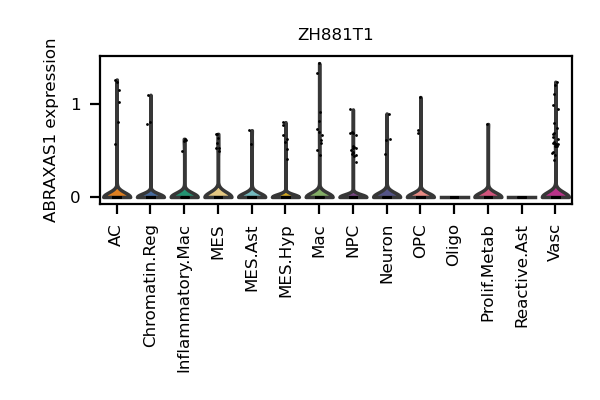 ZH881T1
ABRAXAS1 expression
1
0
AC
Chromatin.Reg
Inflammatory.Mac
MES
MES.Ast
MES.Hyp
Mac
NPC
Neuron
OPC
Oligo
Prolif.Metab
Reactive.Ast
Vasc